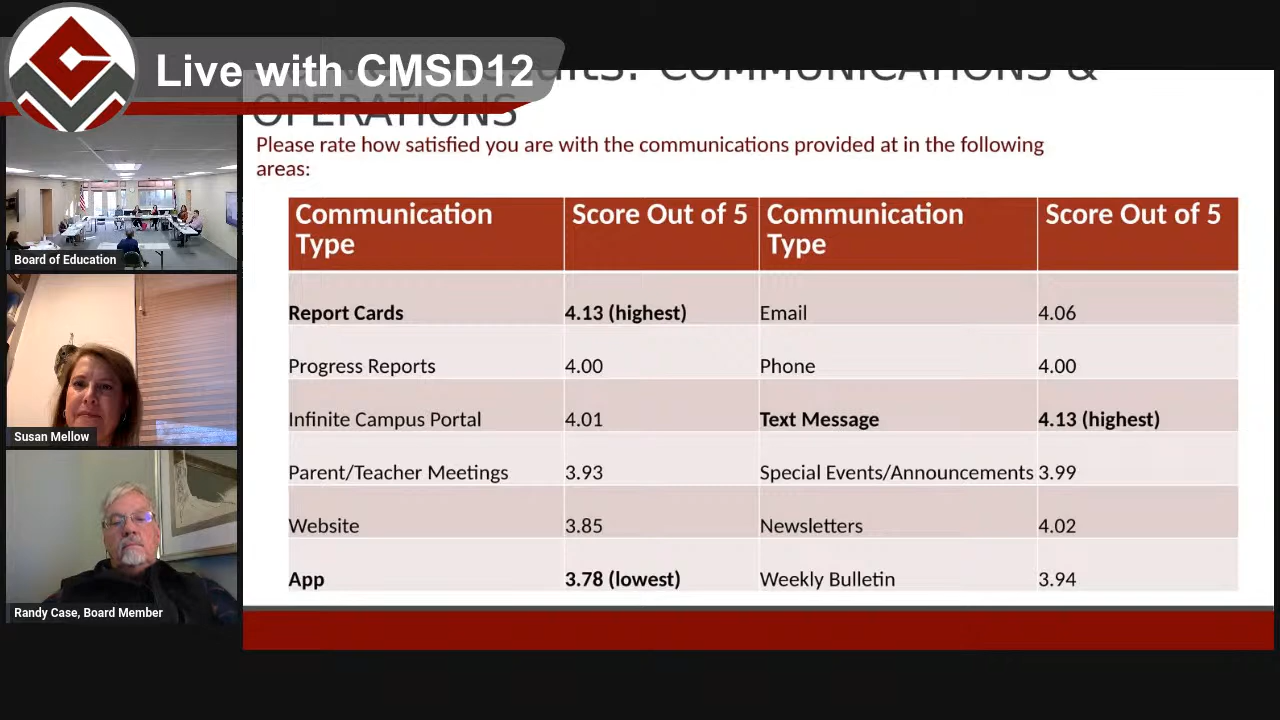 Live with CMSD12
COMMUNICATIONS &
OPERATIONS
Please rate how satisfied you are with the communications provided at in the following
areas:
Communication Type Score Out of 5 Communication Type Score Out of 5
Report Cards 4.13 (highest) Email 4.06
Progress Reports 4.00 Phone 4.00
Infinite Campus Portal 4.01 Text Message 4.13 (highest)
Parent/Teacher Meetings 3.93 Special Events/Announcements 3.99
Website 3.85 Newsletters 4.02
App 3.78 (lowest) Weekly Bulletin 3.94
Board of Education
Susan Mellow
Randy Case, Board Member